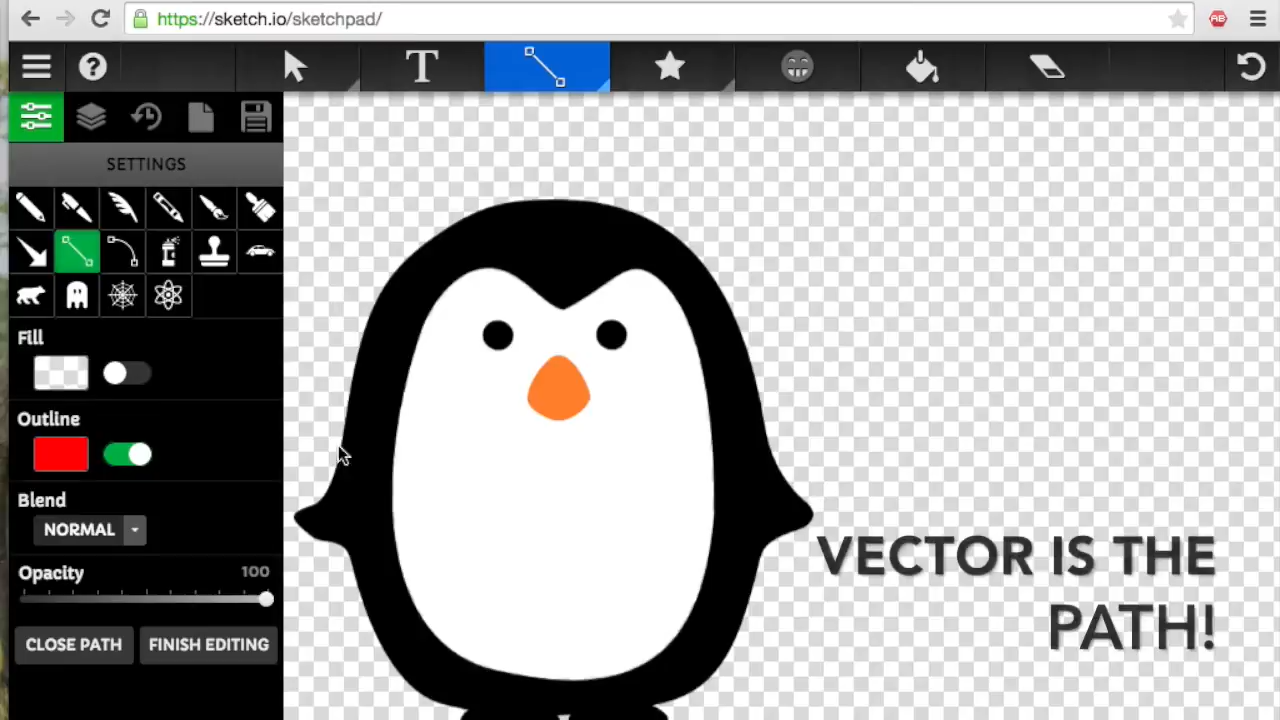 https://sketch.io/sketchpad/
ABP
T
SETTINGS
Fill
Outline
Blend
NORMAL
Opacity
100
CLOSE PATH
FINISH EDITING
VECTOR IS THE
PATH!